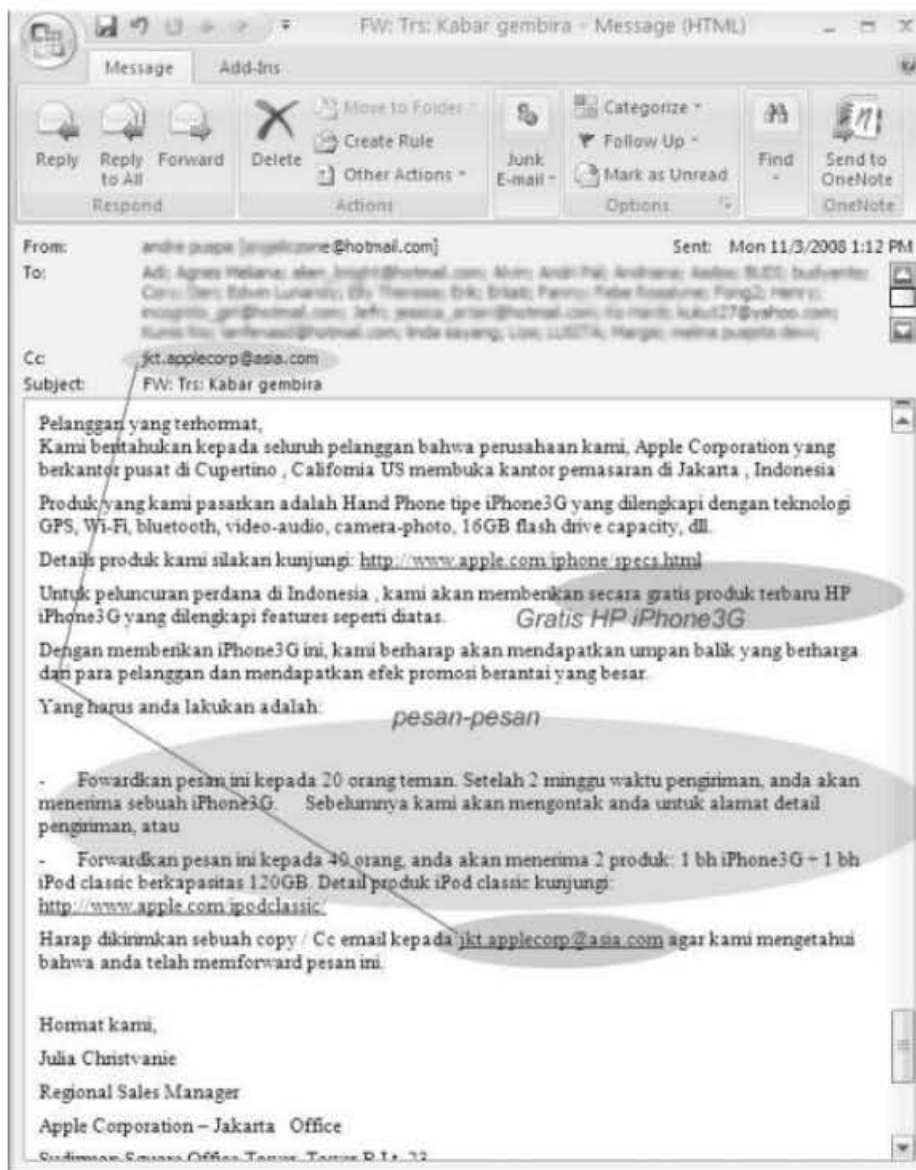 FW: Trs: Kabar gembira - Message (HTML)
Message Add-Ins
Reply Reply to All Forward
Delete
Move to Folder
Create Rule
Other Actions
Junk E-mail
Categorize
Follow Up
Mark as Unread
Find
Send to OneNote
Respond Actions Options OneNote
From: @hotmail.com] Sent: Mon 11/3/2008 1:12 PM
To:
Cc: jkt.applecorp@asia.com
Subject: FW: Trs: Kabar gembira
Pelanggan yang terhormat,
Kami beritahukan kepada seluruh pelanggan bahwa perusahaan kami, Apple Corporation yang
berkantor pusat di Cupertino , California US membuka kantor pemasaran di Jakarta , Indonesia
Produk yang kami pasarkan adalah Hand Phone tipe iPhone3G yang dilengkapi dengan teknologi
GPS, Wi-Fi, bluetooth, video-audio, camera-photo, 16GB flash drive capacity, dll.
Details produk kami silakan kunjungi: http://www.apple.com/iphone/specs.html
Untuk peluncuran perdana di Indonesia , kami akan memberikan secara gratis produk terbaru HP
iPhone3G yang dilengkapi features seperti diatas.
Gratis HP iPhone3G
Dengan memberikan iPhone3G ini, kami berharap akan mendapatkan umpan balik yang berharga
dari para pelanggan dan mendapatkan efek promosi berantai yang besar.
Yang harus anda lakukan adalah:
pesan-pesan
- Fowardkan pesan ini kepada 20 orang teman. Setelah 2 minggu waktu pengiriman, anda akan
menerima sebuah iPhone3G. Sebelumnya kami akan mengontak anda untuk alamat detail
pengiriman, atau
- Forwardkan pesan ini kepada 40 orang, anda akan menerima 2 produk: 1 bh iPhone3G + 1 bh
iPod classic berkapasitas 120GB. Detail produk iPod classic kunjungi:
http://www.apple.com/ipodclassic/
Harap dikirimkan sebuah copy / Cc email kepada jkt.applecorp@asia.com agar kami mengetahui
bahwa anda telah memforward pesan ini.
Hormat kami,
Julia Christvanie
Regional Sales Manager
Apple Corporation – Jakarta Office
Sudirman Square Office Tower, Tower B Lt. 23